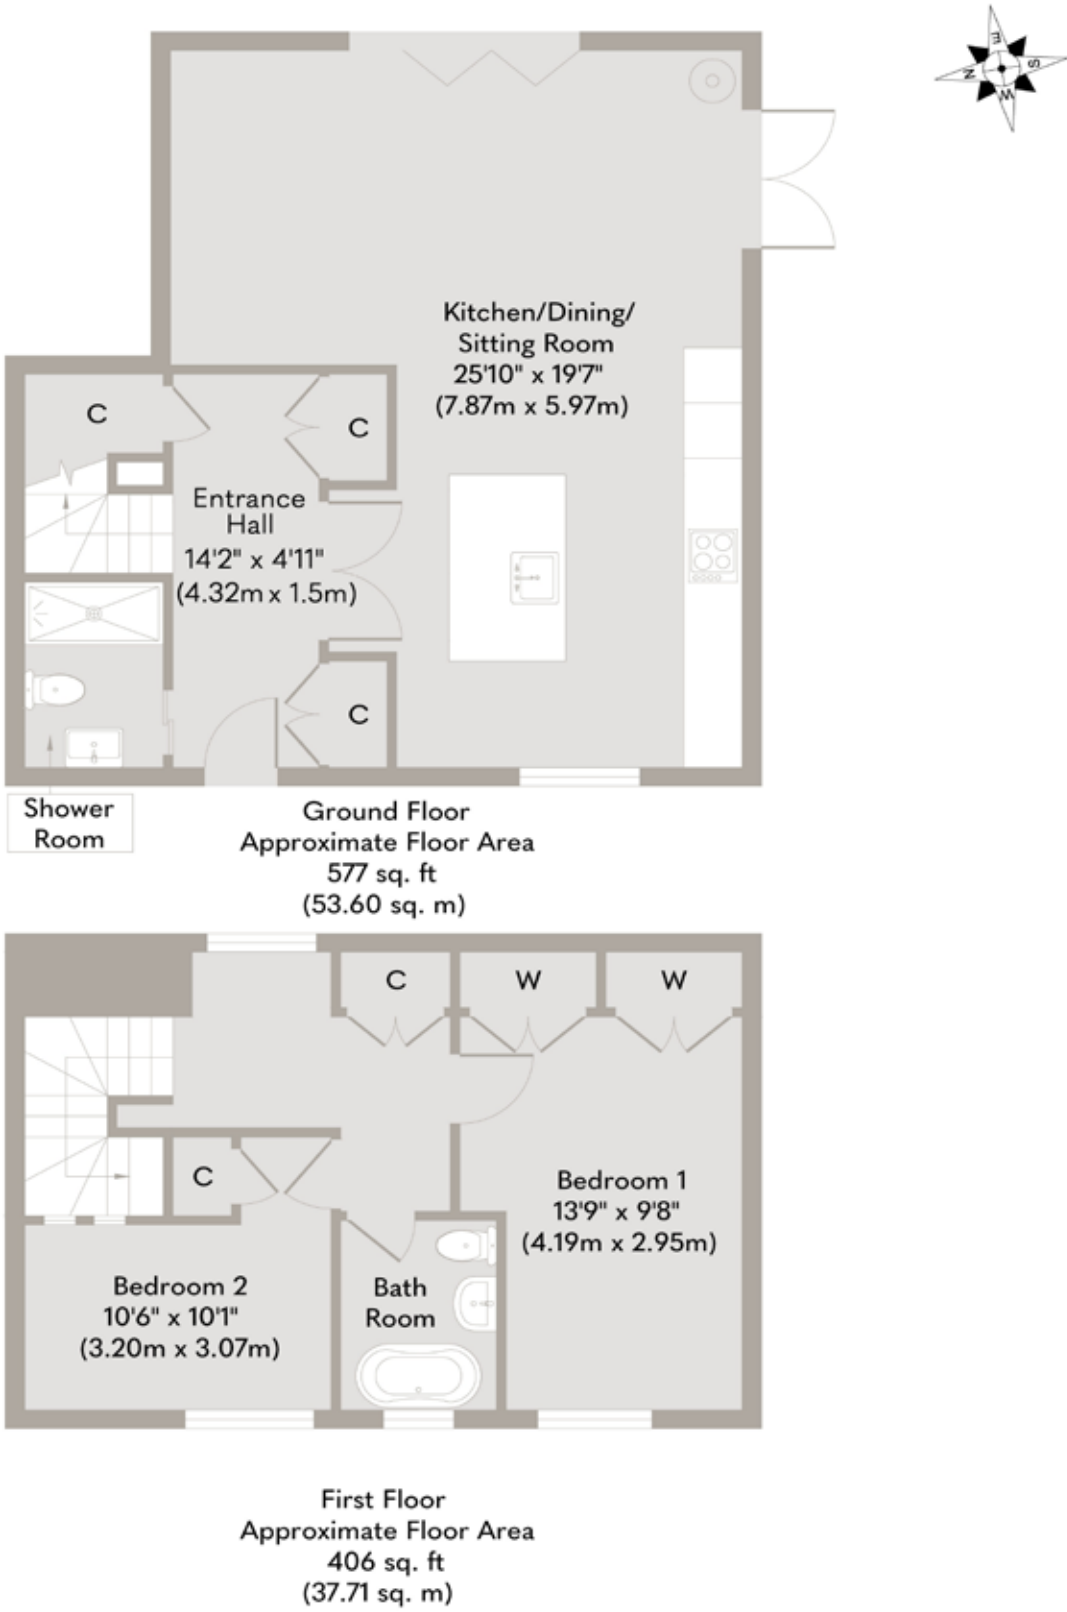 E
N
S
W
Kitchen/Dining/
Sitting Room
25'10" x 19'7"
(7.87m x 5.97m)
C
C
Entrance
Hall
14'2" x 4'11"
(4.32m x 1.5m)
C
Shower
Room
Ground Floor
Approximate Floor Area
577 sq. ft
(53.60 sq. m)
C
W
W
C
Bedroom 1
13'9" x 9'8"
(4.19m x 2.95m)
Bedroom 2
10'6" x 10'1"
(3.20m x 3.07m)
Bath
Room
First Floor
Approximate Floor Area
406 sq. ft
(37.71 sq. m)